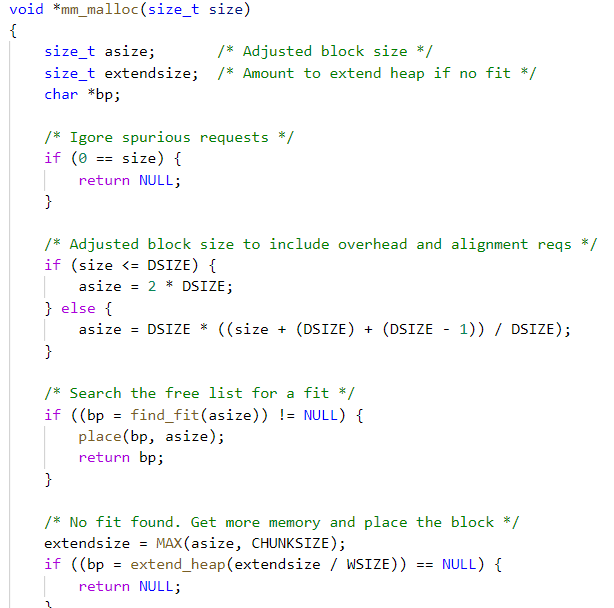 void *mm_malloc(size_t size)
{
    size_t asize;       /* Adjusted block size */
    size_t extendsize;  /* Amount to extend heap if no fit */
    char *bp;

    /* Igore spurious requests */
    if (0 == size) {
        return NULL;
    }

    /* Adjusted block size to include overhead and alignment reqs */
    if (size <= DSIZE) {
        asize = 2 * DSIZE;
    } else {
        asize = DSIZE * ((size + (DSIZE) + (DSIZE - 1)) / DSIZE);
    }

    /* Search the free list for a fit */
    if ((bp = find_fit(asize)) != NULL) {
        place(bp, asize);
        return bp;
    }

    /* No fit found. Get more memory and place the block */
    extendsize = MAX(asize, CHUNKSIZE);
    if ((bp = extend_heap(extendsize / WSIZE)) == NULL) {
        return NULL;
    }